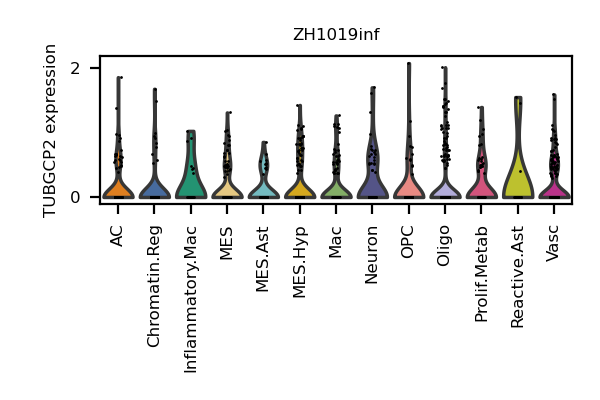 ZH1019inf
TUBGCP2 expression
2
0
AC
Chromatin.Reg
Inflammatory.Mac
MES
MES.Ast
MES.Hyp
Mac
Neuron
OPC
Oligo
Prolif.Metab
Reactive.Ast
Vasc